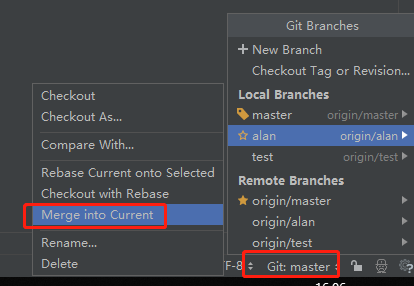 Git Branches
New Branch
Checkout Tag or Revision...
Local Branches
master origin/master
alan origin/alan
test origin/test
Remote Branches
origin/master
origin/alan
origin/test
Checkout
Checkout As...
Compare With...
Rebase Current onto Selected
Checkout with Rebase
Merge into Current
Rename...
Delete
F-8 Git: master